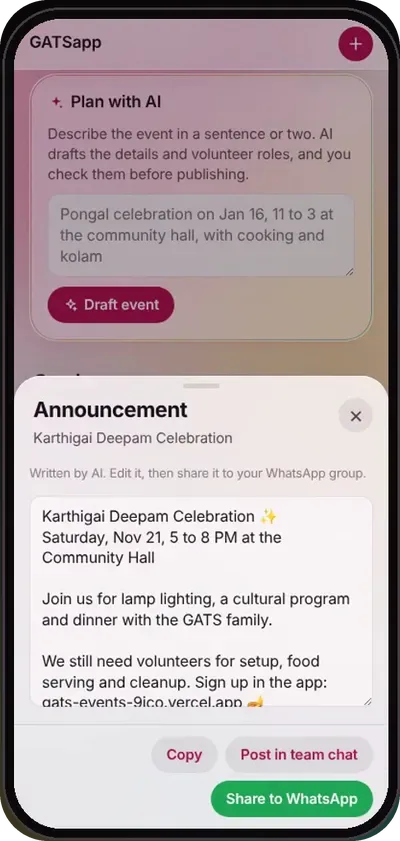 GATSapp
Plan with AI
Describe the event in a sentence or two. AI
drafts the details and volunteer roles, and you
check them before publishing.
Pongal celebration on Jan 16, 11 to 3 at
the community hall, with cooking and
kolam
Draft event
Announcement
Karthigai Deepam Celebration
Written by AI. Edit it, then share it to your WhatsApp group.
Karthigai Deepam Celebration ✨
Saturday, Nov 21, 5 to 8 PM at the
Community Hall
Join us for lamp lighting, a cultural program
and dinner with the GATS family.
We still need volunteers for setup, food
serving and cleanup. Sign up in the app:
gats-events-9ico.vercel.app 🪔
Copy
Post in team chat
Share to WhatsApp